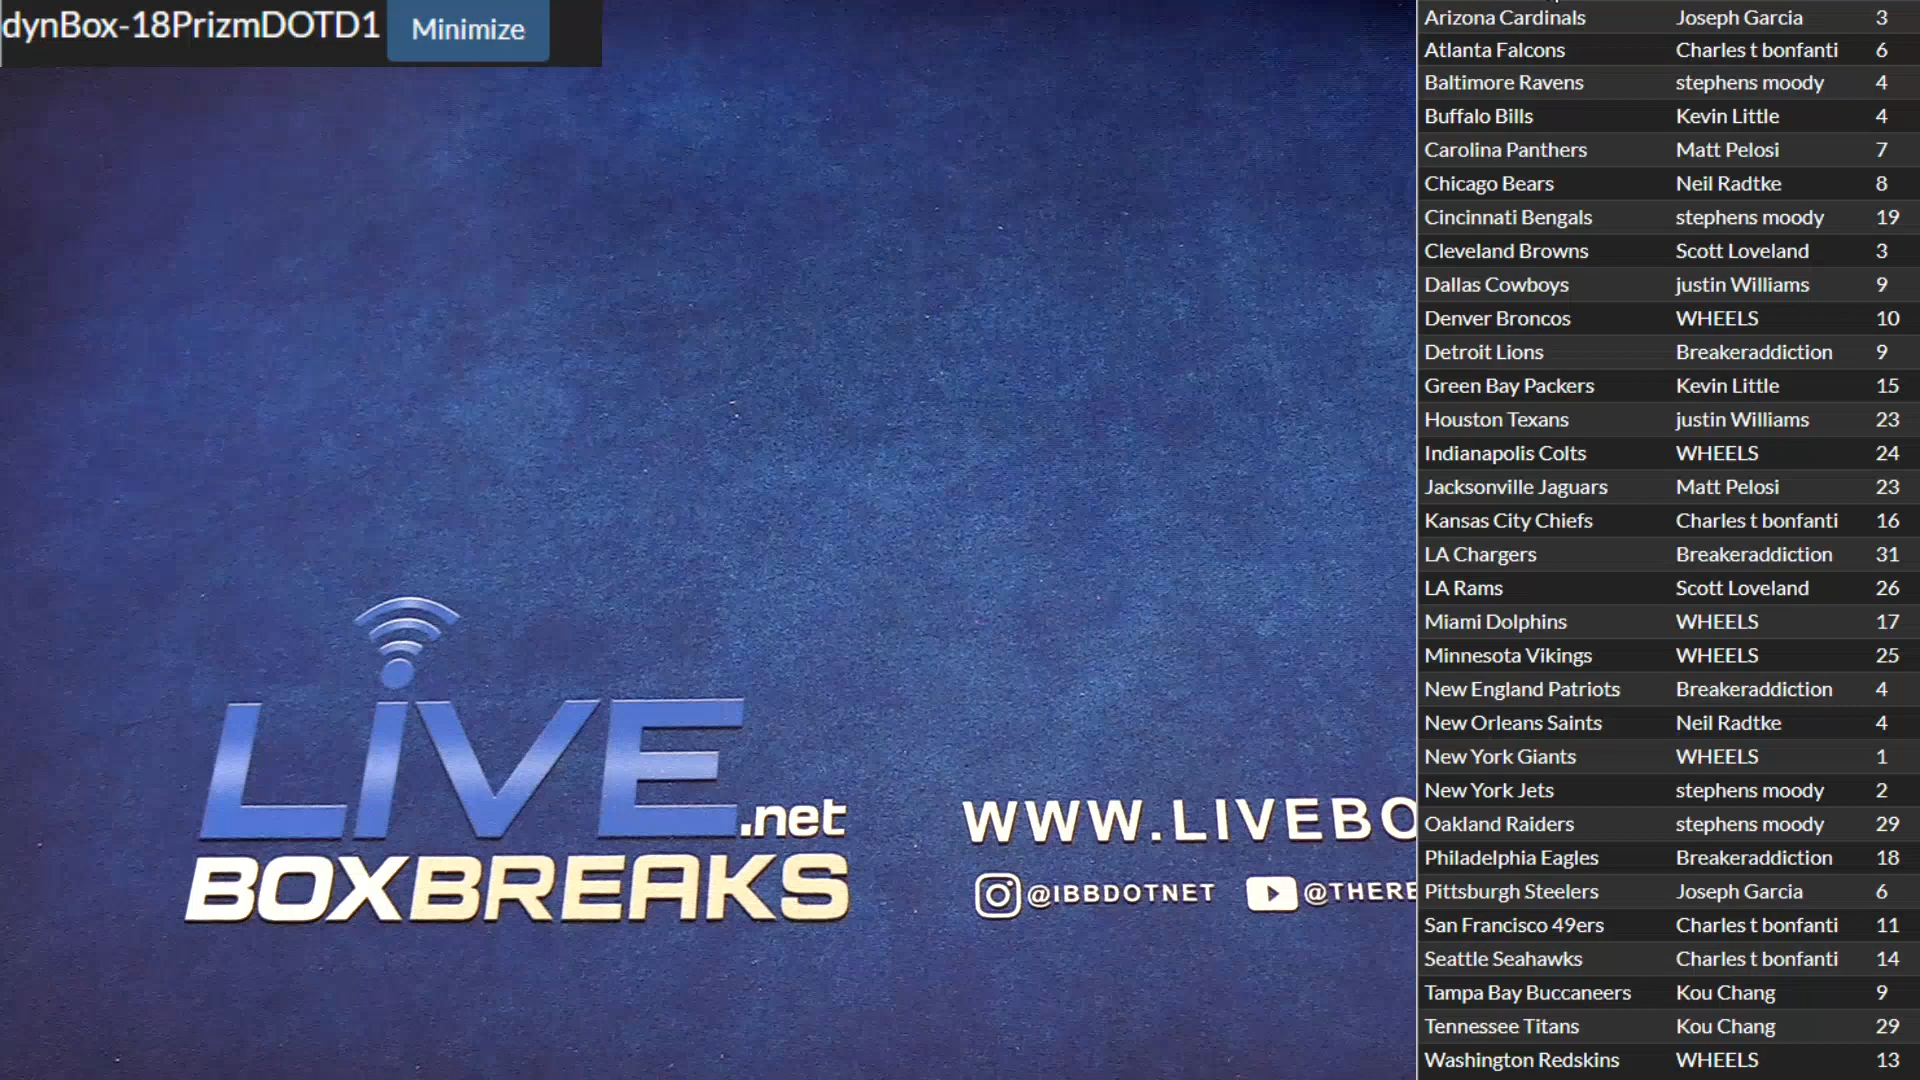 dynBox-18PrizmDOTD1 Minimize
Arizona Cardinals Joseph Garcia 3
Atlanta Falcons Charles t bonfanti 6
Baltimore Ravens stephens moody 4
Buffalo Bills Kevin Little 4
Carolina Panthers Matt Pelosi 7
Chicago Bears Neil Radtke 8
Cincinnati Bengals stephens moody 19
Cleveland Browns Scott Loveland 3
Dallas Cowboys justin Williams 9
Denver Broncos WHEELS 10
Detroit Lions Breakeraddiction 9
Green Bay Packers Kevin Little 15
Houston Texans justin Williams 23
Indianapolis Colts WHEELS 24
Jacksonville Jaguars Matt Pelosi 23
Kansas City Chiefs Charles t bonfanti 16
LA Chargers Breakeraddiction 31
LA Rams Scott Loveland 26
Miami Dolphins WHEELS 17
Minnesota Vikings WHEELS 25
New England Patriots Breakeraddiction 4
New Orleans Saints Neil Radtke 4
New York Giants WHEELS 1
New York Jets stephens moody 2
Oakland Raiders stephens moody 29
Philadelphia Eagles Breakeraddiction 18
Pittsburgh Steelers Joseph Garcia 6
San Francisco 49ers Charles t bonfanti 11
Seattle Seahawks Charles t bonfanti 14
Tampa Bay Buccaneers Kou Chang 9
Tennessee Titans Kou Chang 29
Washington Redskins WHEELS 13
LiVE.net
BOXBREAKS
WWW.LIVEBO
@IBBDOTNET @THERE